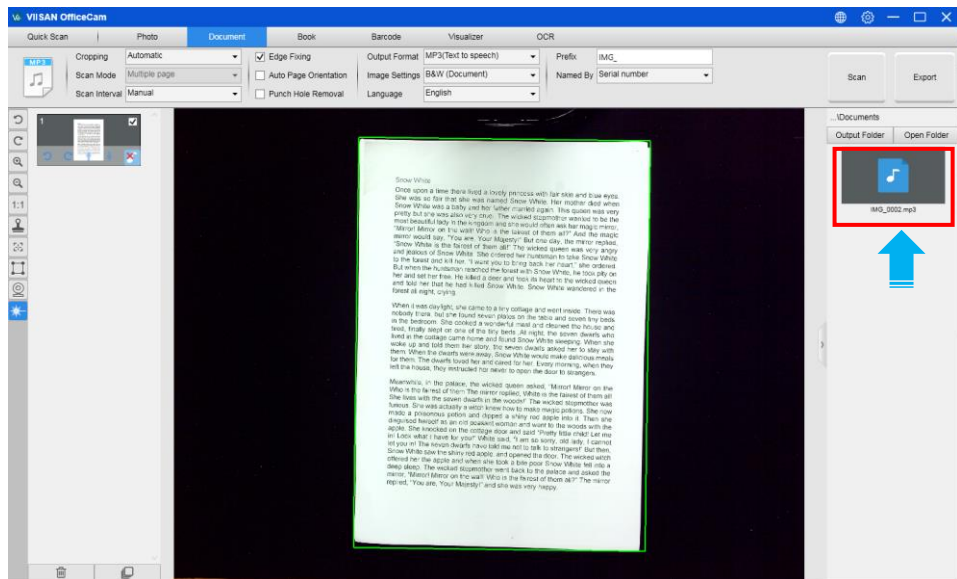 VIISAN OfficeCam
Quick Scan Photo Document Book Barcode Visualizer OCR
MP3
Cropping Automatic Edge Fixing Output Format MP3(Text to speech) Prefix IMG_
Scan Mode Multiple page Auto Page Orientation Image Settings B&W (Document) Named By Serial number
Scan Interval Manual Punch Hole Removal Language English
Scan Export
...\Documents
Output Folder Open Folder
IMG_0002.mp3
1
1:1
Snow White
Once upon a time there lived a lovely princess with fair skin and blue eyes.
She was so fair that she was named Snow White. Her mother died when
Snow White was a baby and her father married again. This queen was very
pretty but she was also very cruel. The wicked stepmother wanted to be the
most beautiful lady in the kingdom and she would often ask her magic mirror,
"Mirror! Mirror on the wall! Who is the fairest of them all?" And the magic
mirror would say, "You are, Your Majesty!" But one day, the mirror replied,
"Snow White is the fairest of them all!" The wicked queen was very angry
and jealous of Snow White. She ordered her huntsman to take Snow White
to the forest and kill her. "I want you to bring back her heart," she ordered.
But when the huntsman reached the forest with Snow White, he took pity on
her and set her free. He killed a deer and took its heart to the wicked queen
and told her that he had killed Snow White. Snow White wandered in the
forest all night, crying.
When it was daylight, she came to a tiny cottage and went inside. There was
nobody there, but she found seven plates on the table and seven tiny beds
in the bedroom. She cooked a wonderful meal and cleaned the house and
tired, finally slept on one of the tiny beds. At night, the seven dwarfs who
lived in the cottage came home and found Snow White sleeping. When she
woke up and told them her story, the seven dwarfs asked her to stay with
them. When the dwarfs were away, Snow White would make delicious meals
for them. The dwarfs loved her and cared for her. Every morning, when they
left the house, they instructed her never to open the door to strangers.
Meanwhile, in the palace, the wicked queen asked, "Mirror! Mirror on the
Who is the fairest of them The mirror replied, White is the fairest of them all!
She lives with the seven dwarfs in the woods!" The wicked stepmother was
furious. She was actually a witch knew how to make magic potions. She now
made a poisonous potion and dipped a shiny red apple into it. Then she
disguised herself as an old peasant woman and went to the woods with the
apple. She knocked on the cottage door and said "Pretty little child! Let me
in! Look what I have for you!" White said, "I am so sorry, old lady, I cannot
let you in! The seven dwarfs have told me not to talk to strangers!" But then,
Snow White saw the shiny red apple, and opened the door. The wicked witch
offered her the apple and when she took a bite poor Snow White fell into a
deep sleep. The wicked stepmother went back to the palace and asked the
mirror, "Mirror! Mirror on the wall! Who is the fairest of them all?" The mirror
replied, "You are, Your Majesty!" and she was very happy.